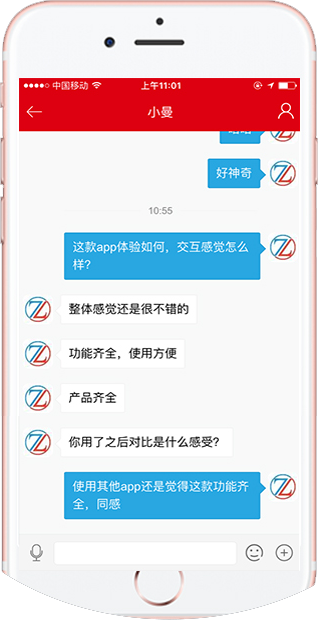 中国移动
上午11:01
小曼
好神奇
10:55
这款app体验如何，交互感觉怎么
样？
整体感觉还是很不错的
功能齐全，使用方便
产品齐全
你用了之后对比是什么感受？
使用其他app还是觉得这款功能齐
全，同感